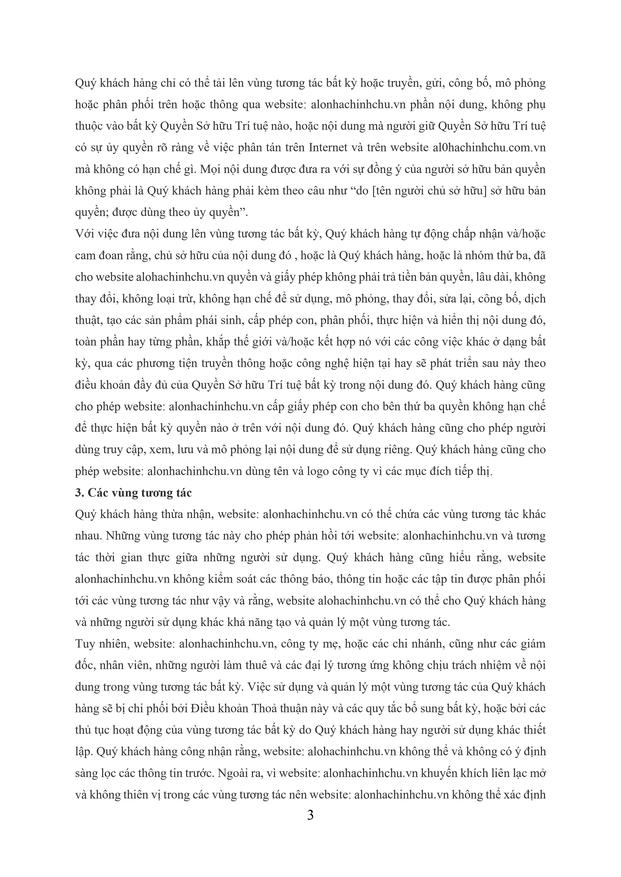 Quý khách hàng chỉ có thể tải lên vùng tương tác bất kỳ hoặc truyền, gửi, công bố, mô phỏng
hoặc phân phối trên hoặc thông qua website: alonhachinhchu.vn phần nội dung, không phụ
thuộc vào bất kỳ Quyền Sở hữu Trí tuệ nào, hoặc nội dung mà người giữ Quyền Sở hữu Trí tuệ
có sự ủy quyền rõ ràng về việc phân tán trên Internet và trên website al0hachinhchu.com.vn
mà không có hạn chế gì. Mọi nội dung được đưa ra với sự đồng ý của người sở hữu bản quyền
không phải là Quý khách hàng phải kèm theo câu như “do [tên người chủ sở hữu] sở hữu bản
quyền; được dùng theo ủy quyền”.
Với việc đưa nội dung lên vùng tương tác bất kỳ, Quý khách hàng tự động chấp nhận và/hoặc
cam đoan rằng, chủ sở hữu của nội dung đó , hoặc là Quý khách hàng, hoặc là nhóm thứ ba, đã
cho website alohachinhchu.vn quyền và giấy phép không phải trả tiền bản quyền, lâu dài, không
thay đổi, không loại trừ, không hạn chế để sử dụng, mô phỏng, thay đổi, sửa lại, công bố, dịch
thuật, tạo các sản phẩm phái sinh, cấp phép con, phân phối, thực hiện và hiển thị nội dung đó,
toàn phần hay từng phần, khắp thế giới và/hoặc kết hợp nó với các công việc khác ở dạng bất
kỳ, qua các phương tiện truyền thông hoặc công nghệ hiện tại hay sẽ phát triển sau này theo
điều khoản đầy đủ của Quyền Sở hữu Trí tuệ bất kỳ trong nội dung đó. Quý khách hàng cũng
cho phép website: alonhachinhchu.vn cấp giấy phép con cho bên thứ ba quyền không hạn chế
để thực hiện bất kỳ quyền nào ở trên với nội dung đó. Quý khách hàng cũng cho phép người
dùng truy cập, xem, lưu và mô phỏng lại nội dung để sử dụng riêng. Quý khách hàng cũng cho
phép website: alonhachinhchu.vn dùng tên và logo công ty vì các mục đích tiếp thị.
3. Các vùng tương tác
Quý khách hàng thừa nhận, website: alonhachinhchu.vn có thể chứa các vùng tương tác khác
nhau. Những vùng tương tác này cho phép phản hồi tới website: alonhachinhchu.vn và tương
tác thời gian thực giữa những người sử dụng. Quý khách hàng cũng hiểu rằng, website
alonhachinhchu.vn không kiểm soát các thông báo, thông tin hoặc các tập tin được phân phối
tới các vùng tương tác như vậy và rằng, website alohachinhchu.vn có thể cho Quý khách hàng
và những người sử dụng khác khả năng tạo và quản lý một vùng tương tác.
Tuy nhiên, website: alonhachinhchu.vn, công ty mẹ, hoặc các chi nhánh, cũng như các giám
đốc, nhân viên, những người làm thuê và các đại lý tương ứng không chịu trách nhiệm về nội
dung trong vùng tương tác bất kỳ. Việc sử dụng và quản lý một vùng tương tác của Quý khách
hàng sẽ bị chi phối bởi Điều khoản Thoả thuận này và các quy tắc bổ sung bất kỳ, hoặc bởi các
thủ tục hoạt động của vùng tương tác bất kỳ do Quý khách hàng hay người sử dụng khác thiết
lập. Quý khách hàng công nhận rằng, website: alohachinhchu.vn không thể và không có ý định
sàng lọc các thông tin trước. Ngoài ra, vì website: alonhachinhchu.vn khuyến khích liên lạc mở
và không thiên vị trong các vùng tương tác nên website: alonhachinhchu.vn không thể xác định
3